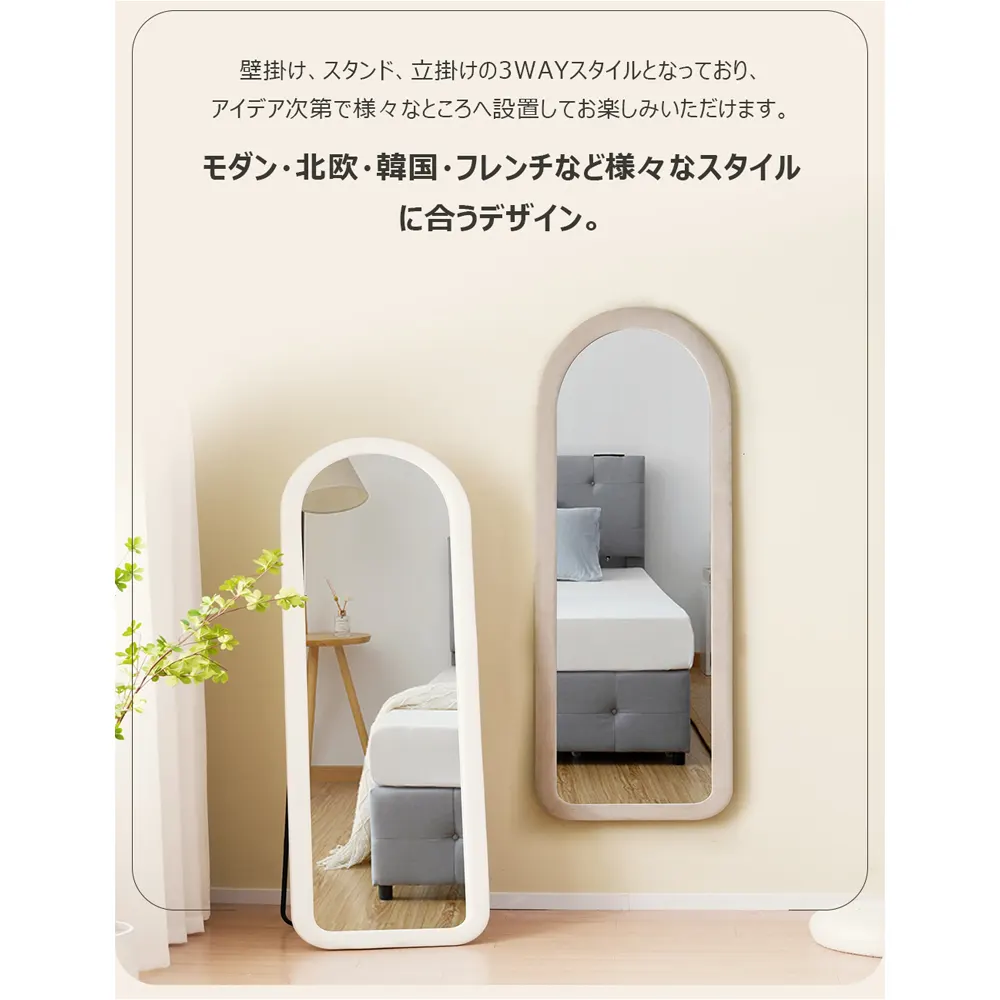 壁掛け、スタンド、立掛けの3WAYスタイルとなっており、
アイデア次第で様々なところへ設置してお楽しみいただけます。
モダン・北欧・韓国・フレンチなど様々なスタイル
に合うデザイン。